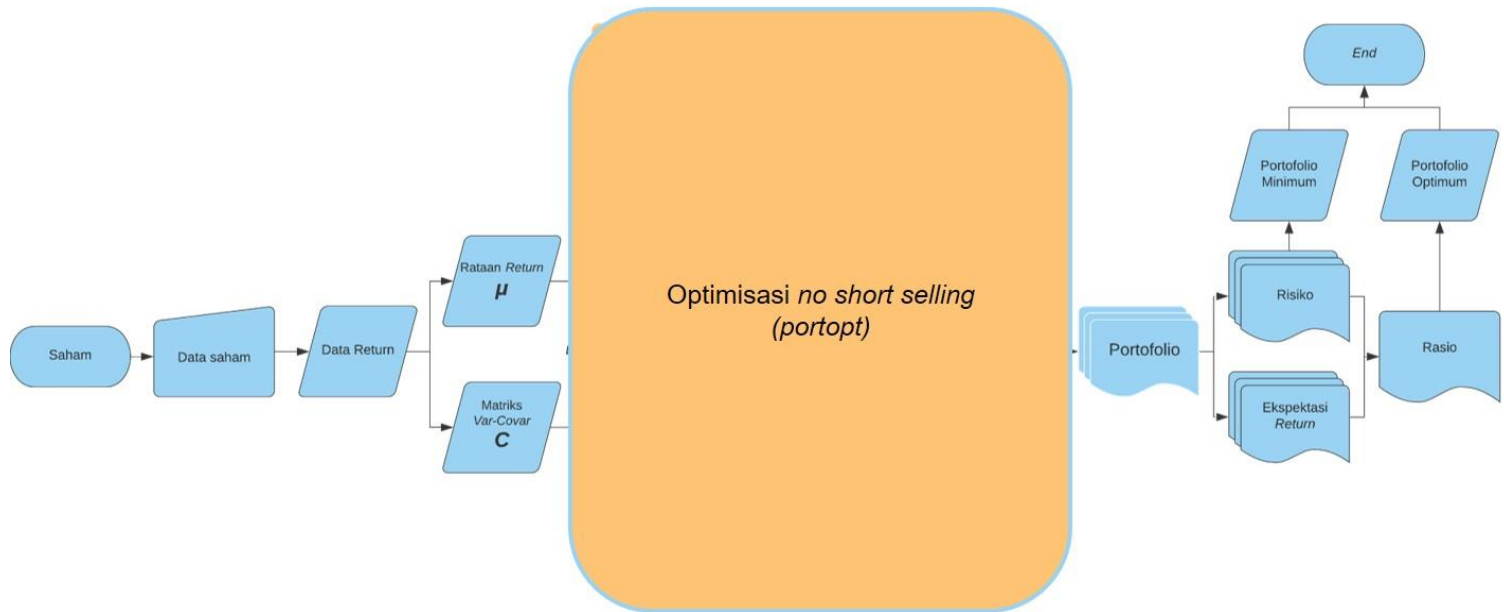 Saham
Data saham
Data Return
Rataan Return
μ
Matriks
Var-Covar
C
Optimisasi no short selling
(portopt)
Portofolio
Risiko
Ekspektasi
Return
Rasio
Portofolio
Minimum
Portofolio
Optimum
End